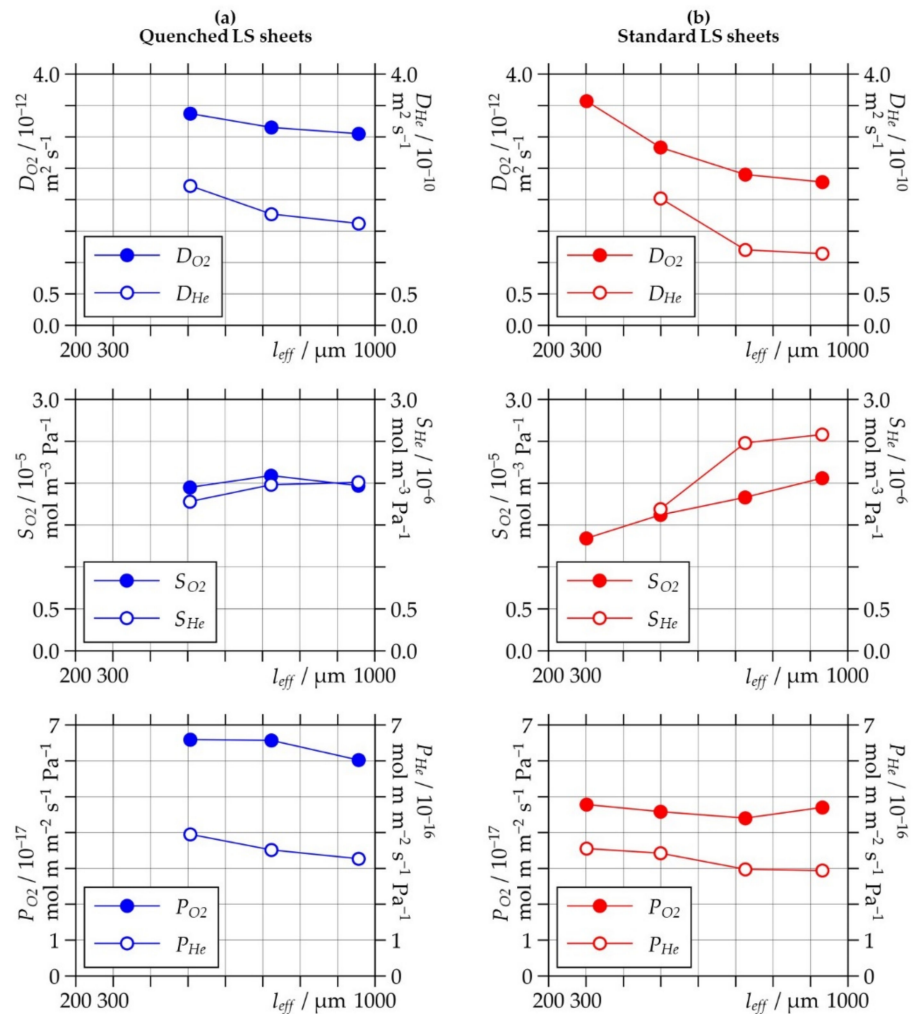 (a)
Quenched LS sheets
(b)
Standard LS sheets
4.0
0.5
0.0
D_O2 / 10⁻¹²
m² s⁻¹
4.0
0.5
0.0
D_He / 10⁻¹⁰
m² s⁻¹
D_O2
D_He
200 300 l_eff / μm 1000
4.0
0.5
0.0
D_O2 / 10⁻¹²
m² s⁻¹
4.0
0.5
0.0
D_He / 10⁻¹⁰
m² s⁻¹
D_O2
D_He
200 300 l_eff / μm 1000
3.0
0.5
0.0
S_O2 / 10⁻⁵
mol m⁻³ Pa⁻¹
3.0
0.5
0.0
S_He / 10⁻⁶
mol m⁻³ Pa⁻¹
S_O2
S_He
200 300 l_eff / μm 1000
3.0
0.5
0.0
S_O2 / 10⁻⁵
mol m⁻³ Pa⁻¹
3.0
0.5
0.0
S_He / 10⁻⁶
mol m⁻³ Pa⁻¹
S_O2
S_He
200 300 l_eff / μm 1000
7
1
0
P_O2 / 10⁻¹⁷
mol m m⁻² s⁻¹ Pa⁻¹
7
1
0
P_He / 10⁻¹⁶
mol m m⁻² s⁻¹ Pa⁻¹
P_O2
P_He
200 300 l_eff / μm 1000
7
1
0
P_O2 / 10⁻¹⁷
mol m m⁻² s⁻¹ Pa⁻¹
7
1
0
P_He / 10⁻¹⁶
mol m m⁻² s⁻¹ Pa⁻¹
P_O2
P_He
200 300 l_eff / μm 1000